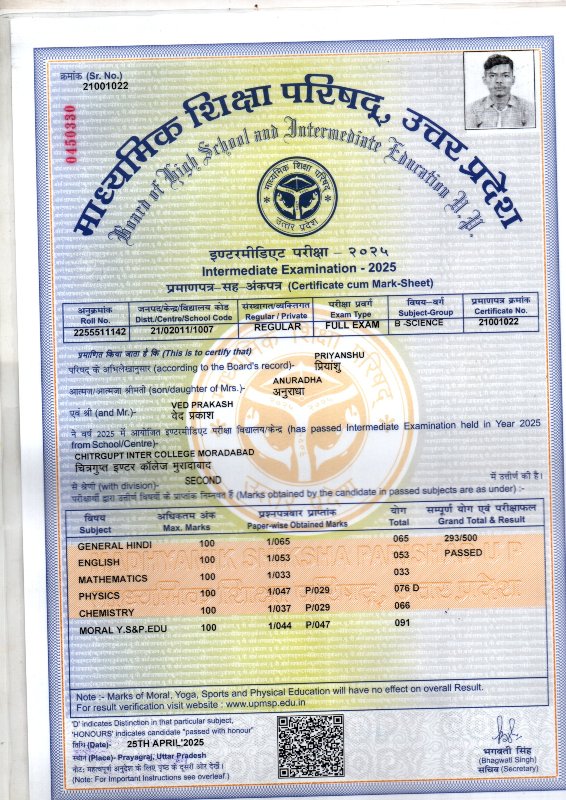 क्रमांक (Sr. No.)
21001022
0450930
माध्यमिक शिक्षा परिषद्, उत्तर प्रदेश
Board of High School and Intermediate Education U.P.
माध्यमिक शिक्षा परिषद्
उत्तर प्रदेश
इण्टरमीडिएट परीक्षा – २०२५
Intermediate Examination - 2025
प्रमाणपत्र-सह-अंकपत्र (Certificate cum Mark-Sheet)
अनुक्रमांक जनपद/केन्द्र/विद्यालय कोड संस्थागत/व्यक्तिगत परीक्षा प्रवर्ग विषय-वर्ग प्रमाणपत्र क्रमांक
Roll No. Distt./Centre/School Code Regular / Private Exam Type Subject-Group Certificate No.
2255511142 21/02011/1007 REGULAR FULL EXAM B -SCIENCE 21001022
प्रमाणित किया जाता है कि (This is to certify that) PRIYANSHU
परिषद् के अभिलेखानुसार (according to the Board's record)- प्रियांशु
ANURADHA
आत्मज/आत्मजा श्रीमती (son/daughter of Mrs.)- अनुराधा
VED PRAKASH
एवं श्री (and Mr.)- वेद प्रकाश
ने वर्ष 2025 में आयोजित इण्टरमीडिएट परीक्षा विद्यालय/केन्द्र (has passed Intermediate Examination held in Year 2025
from School/Centre)-
CHITRGUPT INTER COLLEGE MORADABAD
चित्रगुप्त इण्टर कॉलेज मुरादाबाद में उत्तीर्ण की है।
से श्रेणी (with division)- SECOND
परीक्षार्थी द्वारा उत्तीर्ण विषयों के प्राप्तांक निम्नवत हैं (Marks obtained by the candidate in passed subjects are as under) :-
विषय अधिकतम अंक प्रश्नपत्रवार प्राप्तांक योग सम्पूर्ण योग एवं परीक्षाफल
Subject Max. Marks Paper-wise Obtained Marks Total Grand Total & Result
GENERAL HINDI 100 1/065 065 293/500
ENGLISH 100 1/053 053 PASSED
MATHEMATICS 100 1/033 033
PHYSICS 100 1/047 P/029 076 D
CHEMISTRY 100 1/037 P/029 066
MORAL Y.S&P.EDU 100 1/044 P/047 091
Note :- Marks of Moral, Yoga, Sports and Physical Education will have no effect on overall Result.
For result verification visit website : www.upmsp.edu.in
'D' indicates Distinction in that particular subject,
'HONOURS' indicates candidate "passed with honour"
तिथि (Date)- 25TH APRIL'2025
स्थान (Place)- Prayagraj, Uttar Pradesh
नोट: महत्वपूर्ण अनुदेश के लिए पृष्ठ के दूसरी ओर देखें।
(Note: For Important Instructions see overleaf.)
भगवती सिंह
(Bhagwati Singh)
सचिव (Secretary)